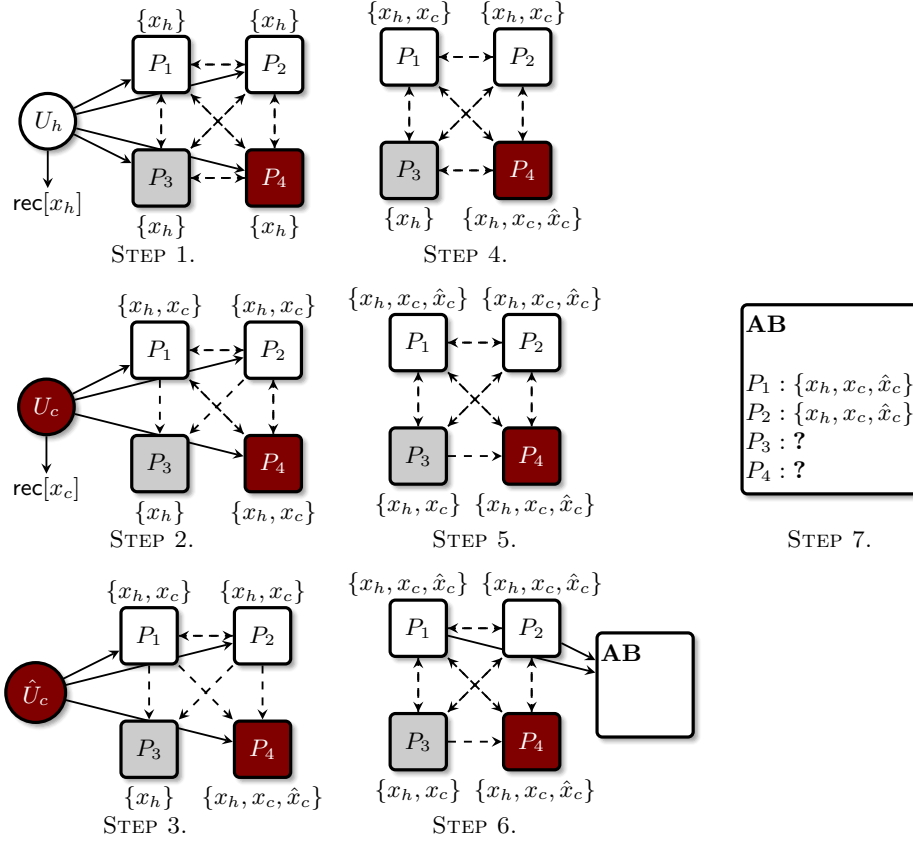 {x_h} {x_h} {x_h, x_c} {x_h, x_c}
P_1 P_2 P_1 P_2
U_h
P_3 P_4 P_3 P_4
rec[x_h]
{x_h} {x_h} {x_h} {x_h, x_c, x̂_c}
STEP 1. STEP 4.
{x_h, x_c} {x_h, x_c} {x_h, x_c, x̂_c} {x_h, x_c, x̂_c}
AB
P_1 P_2 P_1 P_2
P_1 : {x_h, x_c, x̂_c}
U_c
P_2 : {x_h, x_c, x̂_c}
P_3 : ?
P_3 P_4 P_3 P_4
P_4 : ?
rec[x_c]
{x_h} {x_h, x_c} {x_h, x_c} {x_h, x_c, x̂_c}
STEP 2. STEP 5. STEP 7.
{x_h, x_c} {x_h, x_c} {x_h, x_c, x̂_c} {x_h, x_c, x̂_c}
P_1 P_2 P_1 P_2
AB
Û_c
P_3 P_4 P_3 P_4
{x_h} {x_h, x_c, x̂_c} {x_h, x_c} {x_h, x_c, x̂_c}
STEP 3. STEP 6.